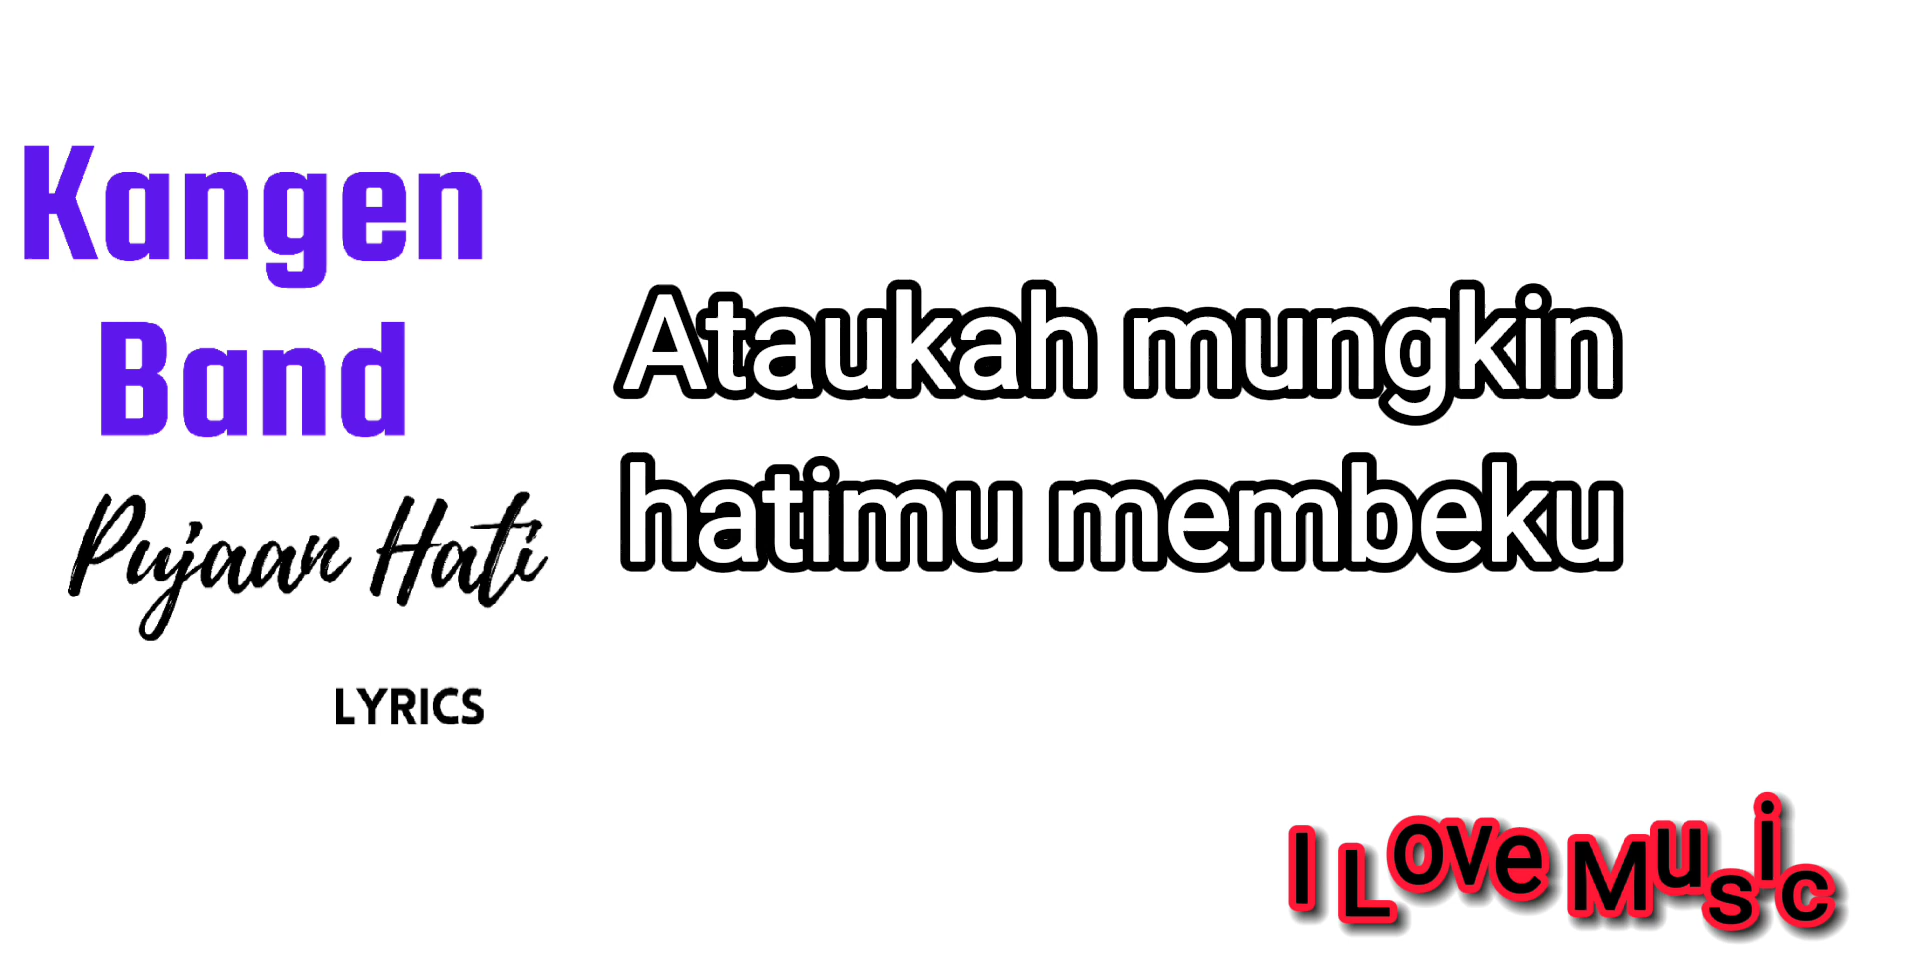 Kangen
Band
Pujaan Hati
LYRICS
Ataukah mungkin
hatimu membeku
I Love Music